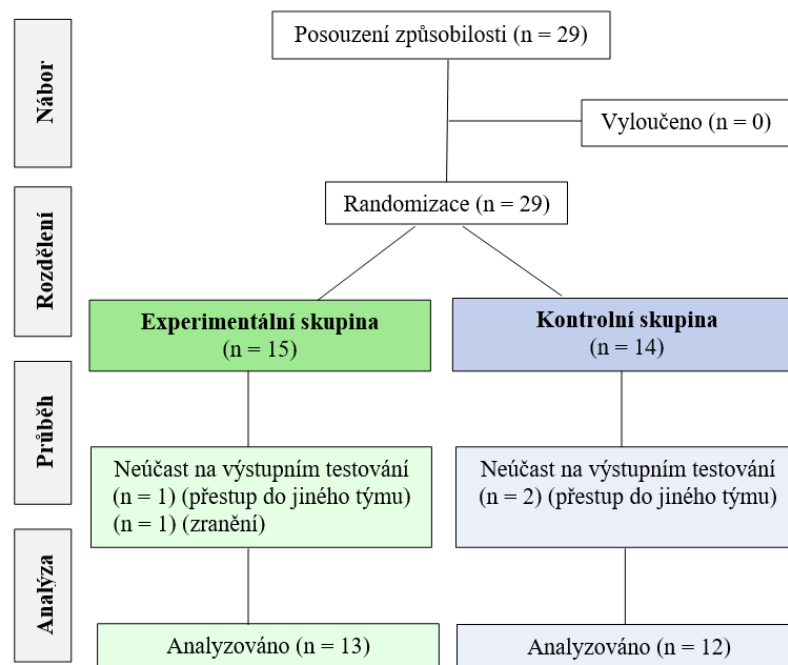 Nábor
Posouzení způsobilosti (n = 29)
Vyloučeno (n = 0)
Randomizace (n = 29)
Rozdělení
Experimentální skupina
(n = 15)
Kontrolní skupina
(n = 14)
Průběh
Neúčast na výstupním testování
(n = 1) (přestup do jiného týmu)
(n = 1) (zranění)
Neúčast na výstupním testování
(n = 2) (přestup do jiného týmu)
Analýza
Analyzováno (n = 13)
Analyzováno (n = 12)